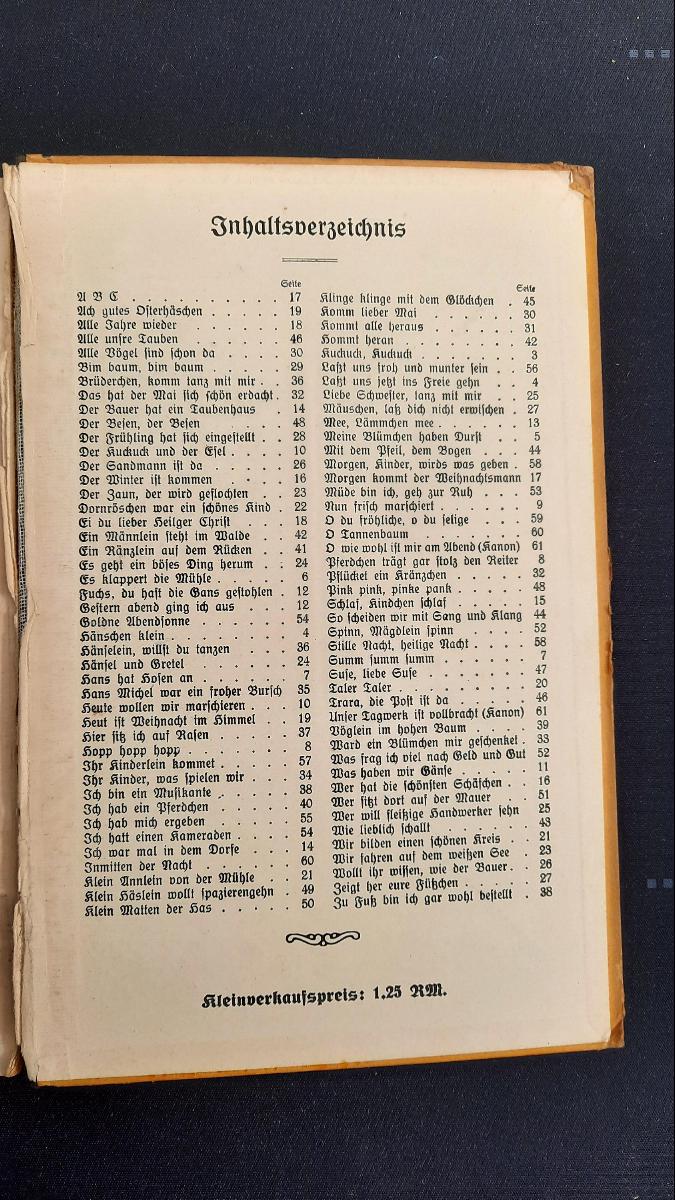 Inhaltsverzeichnis
Seite
A B C . . . . . . . . . . 17
Ach gutes Osterhäschen . . . . . 19
Alle Jahre wieder . . . . . . 18
Alle unsre Tauben . . . . . . 46
Alle Vögel sind schon da . . . . . 30
Bim baum, bim baum . . . . . 29
Brüderchen, komm tanz mit mir . . 36
Das hat der Mai sich schön erdacht . 32
Der Bauer hat ein Taubenhaus . 14
Der Besen, der Besen . . . . . 48
Der Frühling hat sich eingestellt . . 28
Der Kuckuck und der Esel . . . . 10
Der Sandmann ist da . . . . . 26
Der Winter ist kommen . . . . 16
Der Zaun, der wird geflochten . . 23
Dornröschen war ein schönes Kind . 22
Ei du lieber Heilger Christ . . . 18
Ein Männlein steht im Walde . . 42
Ein Ränzlein auf dem Rücken . . 41
Es geht ein böses Ding herum . . 24
Es klappert die Mühle . . . . . 6
Fuchs, du hast die Gans gestohlen . 12
Gestern abend ging ich aus . . . 12
Goldne Abendsonne . . . . . 54
Hänschen klein . . . . . . . 4
Hänselein, willst du tanzen . . . 36
Hänsel und Gretel . . . . . 24
Hans hat Hosen an . . . . . . 7
Hans Michel war ein froher Bursch 35
Heute wollen wir marschieren . . . 10
Heut ist Weihnacht im Himmel . . 19
Hier sitz ich auf Rasen . . . . 37
Hopp hopp hopp . . . . . . . 8
Ihr Kinderlein kommet . . . . . 57
Ihr Kinder, was spielen wir . . . 34
Ich bin ein Musikante . . . . . 38
Ich hab ein Pferdchen . . . . . 40
Ich hab mich ergeben . . . . . 55
Ich hatt einen Kameraden . . . . 54
Ich war mal in dem Dorfe . . . 14
Inmitten der Nacht . . . . . . 60
Klein Annlein von der Mühle . . 21
Klein Häslein wollt spazierengehn . 49
Klein Matten der Has . . . . . 50
Seite
Klinge klinge mit dem Glöckchen . 45
Komm lieber Mai . . . . . . 30
Kommt alle heraus . . . . . . 31
Hommt heran . . . . . . . 42
Kuckuck, Kuckuck . . . . . . . 3
Laßt uns froh und munter sein . . 56
Laßt uns jetzt ins Freie gehn . . 4
Liebe Schwester, tanz mit mir . . 25
Mäuschen, laß dich nicht erwischen . 27
Mee, Lämmchen mee . . . . . . 13
Meine Blümchen haben Durst . . 5
Mit dem Pfeil, dem Bogen . . . 44
Morgen, Kinder, wirds was geben . 58
Morgen kommt der Weihnachtsmann 17
Müde bin ich, geh zur Ruh . . . 53
Nun frisch marschiert . . . . . . 9
O du fröhliche, o du selige . . . 59
O Tannenbaum . . . . . . . 60
O wie wohl ist mir am Abend (Kanon) 61
Pferdchen trägt gar stolz den Reiter 8
Pflückel ein Kränzchen . . . . . 32
Pink pink, pinke pank . . . . . 48
Schlaf, Kindchen schlaf . . . . . 15
So scheiden wir mit Sang und Klang 44
Spinn, Mägdlein spinn . . . . . 52
Stille Nacht, heilige Nacht . . . . 58
Summ summ summ . . . . . . 7
Suse, liebe Suse . . . . . . . 47
Taler Taler . . . . . . . . 20
Trara, die Post ist da . . . . . 46
Unser Tagwerk ist vollbracht (Kanon) 61
Vöglein im hohen Baum . . . . 39
Ward ein Blümchen mir geschenket . 33
Was frag ich viel nach Geld und Gut 52
Was haben wir Gänse . . . . . 11
Wer hat die schönsten Schäfchen . . 16
Wer sitzt dort auf der Mauer . . 51
Wer will fleißige Handwerker sehn 25
Wie lieblich schallt . . . . . . 43
Wir bilden einen schönen Kreis . . 21
Wir fahren auf dem weißen See . 23
Wollt ihr wissen, wie der Bauer . . 26
Zeigt her eure Füßchen . . . . . 27
Zu Fuß bin ich gar wohl bestellt . 38
Kleinverkaufspreis: 1,25 RM.